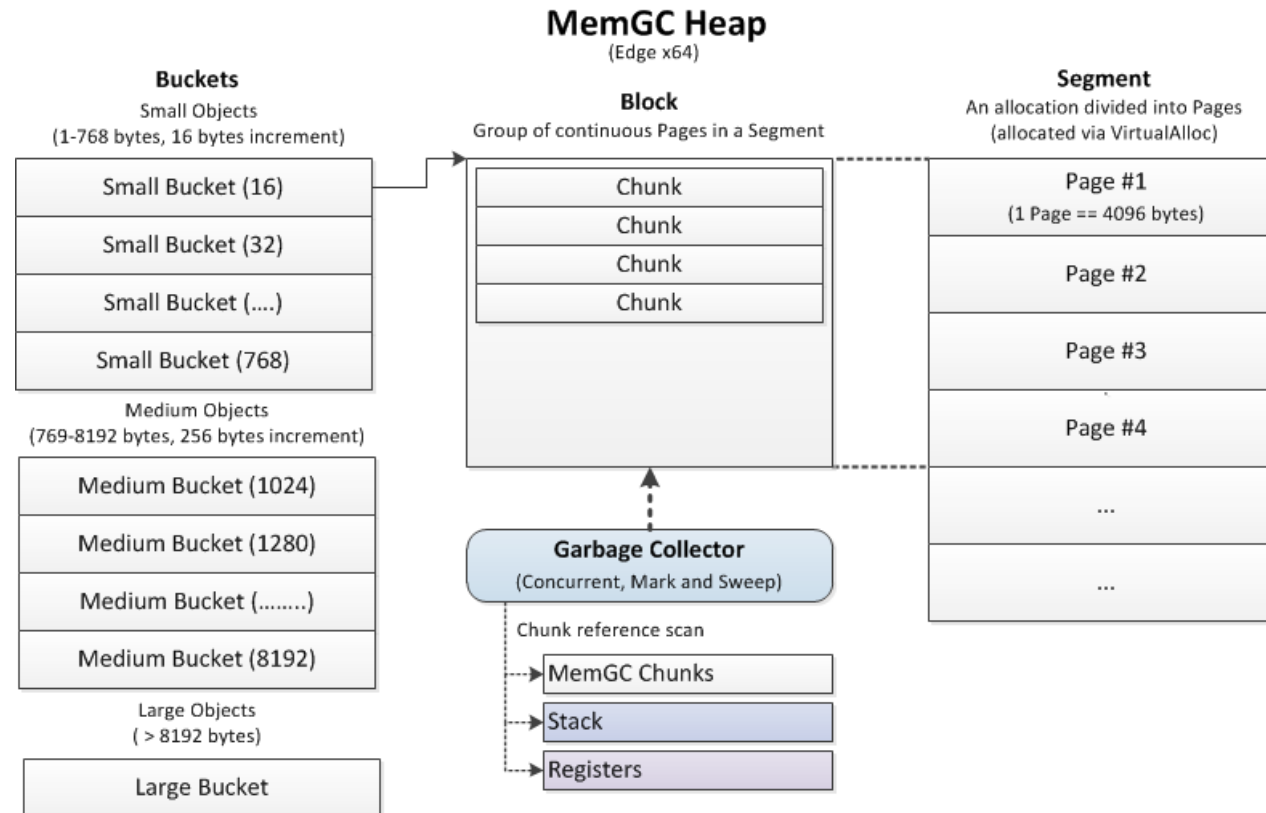 MemGC Heap
(Edge x64)
Buckets
Small Objects
(1-768 bytes, 16 bytes increment)
Small Bucket (16)
Small Bucket (32)
Small Bucket (....)
Small Bucket (768)
Medium Objects
(769-8192 bytes, 256 bytes increment)
Medium Bucket (1024)
Medium Bucket (1280)
Medium Bucket (........)
Medium Bucket (8192)
Large Objects
( > 8192 bytes)
Large Bucket
Block
Group of continuous Pages in a Segment
Chunk
Chunk
Chunk
Chunk
Garbage Collector
(Concurrent, Mark and Sweep)
Chunk reference scan
MemGC Chunks
Stack
Registers
Segment
An allocation divided into Pages
(allocated via VirtualAlloc)
Page #1
(1 Page == 4096 bytes)
Page #2
Page #3
Page #4
...
...